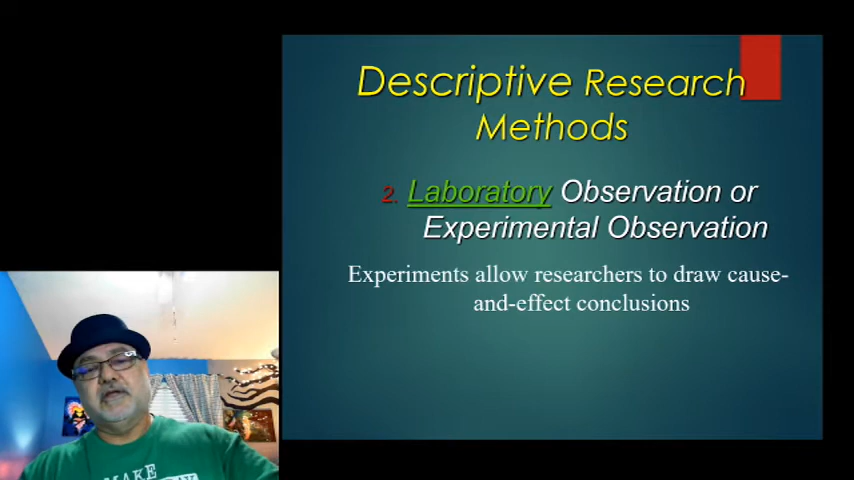 Descriptive Research
Methods
2. Laboratory Observation or
Experimental Observation
Experiments allow researchers to draw cause-
and-effect conclusions
MAKE